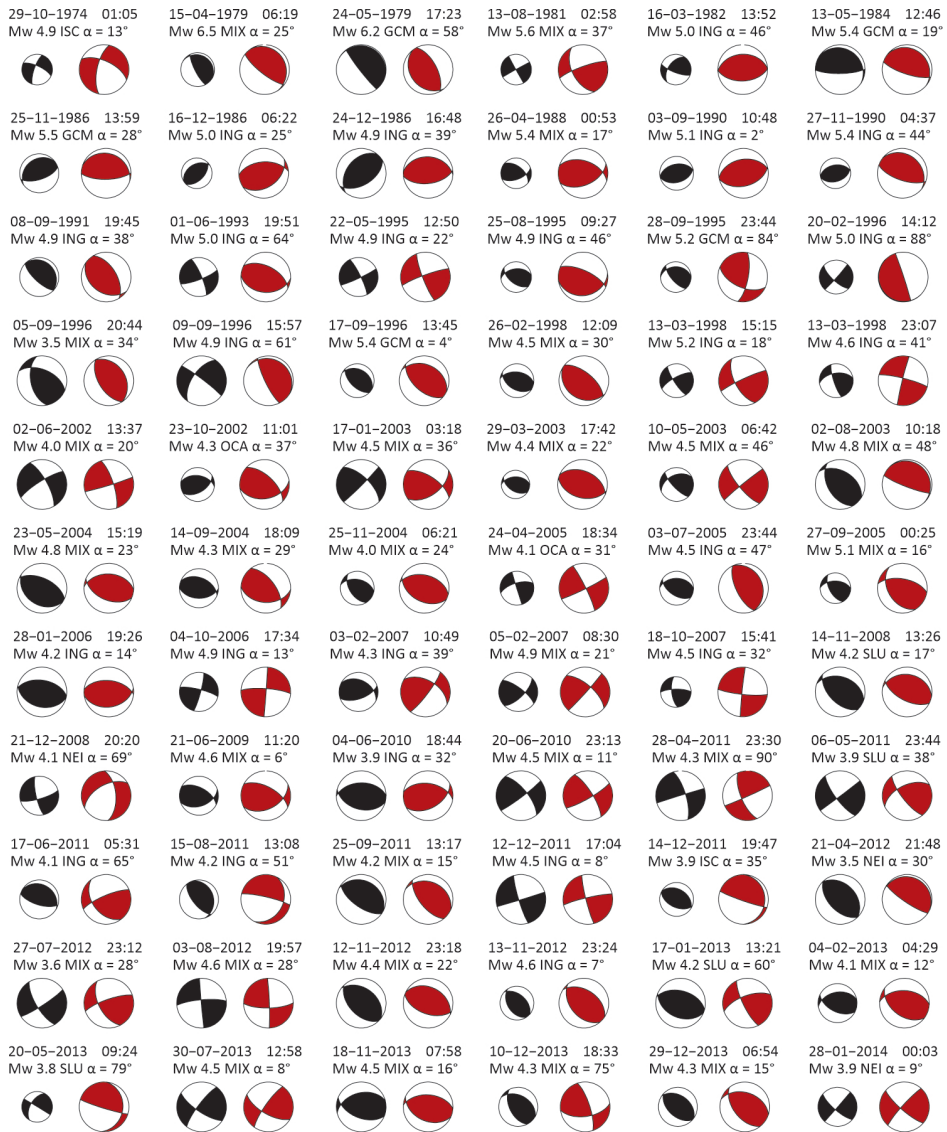 29−10−1974 01:05 15−04−1979 06:19 24−05−1979 17:23 13−08−1981 02:58 16−03−1982 13:52 13−05−1984 12:46
Mw 4.9 ISC α = 13° Mw 6.5 MIX α = 25° Mw 6.2 GCM α = 58° Mw 5.6 MIX α = 37° Mw 5.0 ING α = 46° Mw 5.4 GCM α = 19°
25−11−1986 13:59 16−12−1986 06:22 24−12−1986 16:48 26−04−1988 00:53 03−09−1990 10:48 27−11−1990 04:37
Mw 5.5 GCM α = 28° Mw 5.0 ING α = 25° Mw 4.9 ING α = 39° Mw 5.4 MIX α = 17° Mw 5.1 ING α = 2° Mw 5.4 ING α = 44°
08−09−1991 19:45 01−06−1993 19:51 22−05−1995 12:50 25−08−1995 09:27 28−09−1995 23:44 20−02−1996 14:12
Mw 4.9 ING α = 38° Mw 5.0 ING α = 64° Mw 4.9 ING α = 22° Mw 4.9 ING α = 46° Mw 5.2 GCM α = 84° Mw 5.0 ING α = 88°
05−09−1996 20:44 09−09−1996 15:57 17−09−1996 13:45 26−02−1998 12:09 13−03−1998 15:15 13−03−1998 23:07
Mw 3.5 MIX α = 34° Mw 4.9 ING α = 61° Mw 5.4 GCM α = 4° Mw 4.5 MIX α = 30° Mw 5.2 ING α = 18° Mw 4.6 ING α = 41°
02−06−2002 13:37 23−10−2002 11:01 17−01−2003 03:18 29−03−2003 17:42 10−05−2003 06:42 02−08−2003 10:18
Mw 4.0 MIX α = 20° Mw 4.3 OCA α = 37° Mw 4.5 MIX α = 36° Mw 4.4 MIX α = 22° Mw 4.5 MIX α = 46° Mw 4.8 MIX α = 48°
23−05−2004 15:19 14−09−2004 18:09 25−11−2004 06:21 24−04−2005 18:34 03−07−2005 23:44 27−09−2005 00:25
Mw 4.8 MIX α = 23° Mw 4.3 MIX α = 29° Mw 4.0 MIX α = 24° Mw 4.1 OCA α = 31° Mw 4.5 ING α = 47° Mw 5.1 MIX α = 16°
28−01−2006 19:26 04−10−2006 17:34 03−02−2007 10:49 05−02−2007 08:30 18−10−2007 15:41 14−11−2008 13:26
Mw 4.2 ING α = 14° Mw 4.9 ING α = 13° Mw 4.3 ING α = 39° Mw 4.9 MIX α = 21° Mw 4.5 ING α = 32° Mw 4.2 SLU α = 17°
21−12−2008 20:20 21−06−2009 11:20 04−06−2010 18:44 20−06−2010 23:13 28−04−2011 23:30 06−05−2011 23:44
Mw 4.1 NEI α = 69° Mw 4.6 MIX α = 6° Mw 3.9 ING α = 32° Mw 4.5 MIX α = 11° Mw 4.3 MIX α = 90° Mw 3.9 SLU α = 38°
17−06−2011 05:31 15−08−2011 13:08 25−09−2011 13:17 12−12−2011 17:04 14−12−2011 19:47 21−04−2012 21:48
Mw 4.1 ING α = 65° Mw 4.2 ING α = 51° Mw 4.2 MIX α = 15° Mw 4.5 ING α = 8° Mw 3.9 ISC α = 35° Mw 3.5 NEI α = 30°
27−07−2012 23:12 03−08−2012 19:57 12−11−2012 23:18 13−11−2012 23:24 17−01−2013 13:21 04−02−2013 04:29
Mw 3.6 MIX α = 28° Mw 4.6 MIX α = 28° Mw 4.4 MIX α = 22° Mw 4.6 ING α = 7° Mw 4.2 SLU α = 60° Mw 4.1 MIX α = 12°
20−05−2013 09:24 30−07−2013 12:58 18−11−2013 07:58 10−12−2013 18:33 29−12−2013 06:54 28−01−2014 00:03
Mw 3.8 SLU α = 79° Mw 4.5 MIX α = 8° Mw 4.5 MIX α = 16° Mw 4.3 MIX α = 75° Mw 4.3 MIX α = 15° Mw 3.9 NEI α = 9°